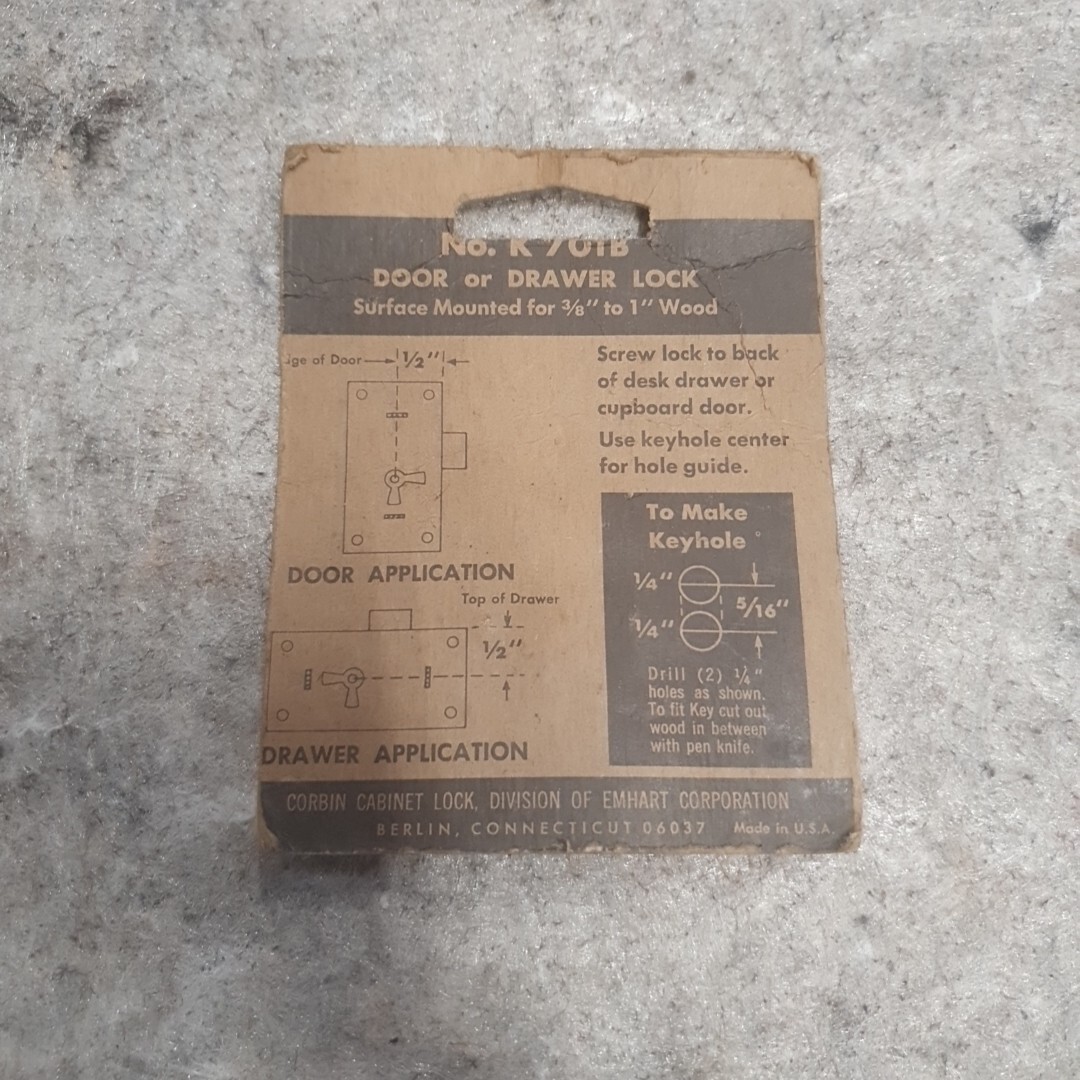 No. K 701B
DOOR or DRAWER LOCK
Surface Mounted for 3/8" to 1" Wood
ge of Door
1/2"
Screw lock to back
of desk drawer or
cupboard door.
Use keyhole center
for hole guide.
DOOR APPLICATION
Top of Drawer
1/2"
DRAWER APPLICATION
To Make
Keyhole
1/4"
5/16"
1/4"
Drill (2) 1/4"
holes as shown.
To fit Key cut out
wood in between
with pen knife.
CORBIN CABINET LOCK, DIVISION OF EMHART CORPORATION
BERLIN, CONNECTICUT 06037 Made in U.S.A.